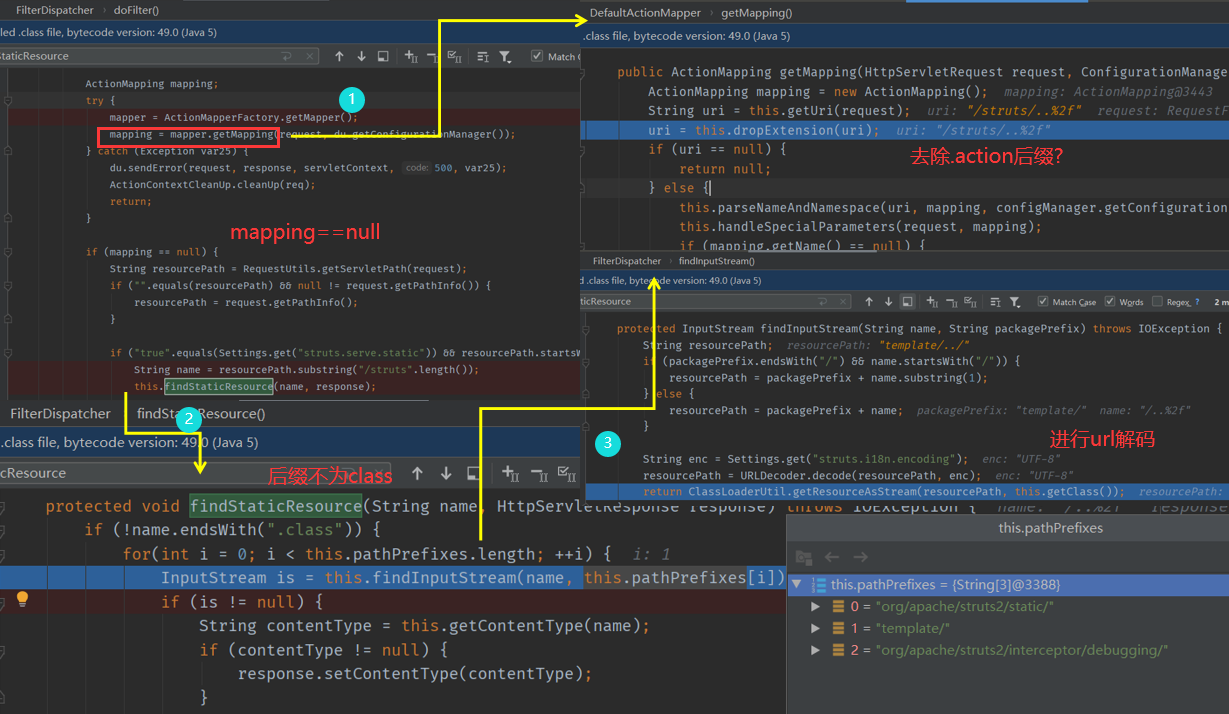 FilterDispatcher › doFilter()
led .class file, bytecode version: 49.0 (Java 5)
StaticResource
Match
ActionMapping mapping;
try {
mapper = ActionMapperFactory.getMapper();
mapping = mapper.getMapping(request, du.getConfigurationManager());
} catch (Exception var25) {
du.sendError(request, response, servletContext, code: 500, var25);
ActionContextCleanUp.cleanUp(req);
return;
}
1
mapping==null
if (mapping == null) {
String resourcePath = RequestUtils.getServletPath(request);
if ("".equals(resourcePath) && null != request.getPathInfo()) {
resourcePath = request.getPathInfo();
}
if ("true".equals(Settings.get("struts.serve.static")) && resourcePath.startsW
String name = resourcePath.substring("/struts".length());
this.findStaticResource(name, response);
DefaultActionMapper › getMapping()
.class file, bytecode version: 49.0 (Java 5)
public ActionMapping getMapping(HttpServletRequest request, ConfigurationManage
ActionMapping mapping = new ActionMapping(); mapping: ActionMapping@3443
String uri = this.getUri(request); uri: "/struts/..%2f" request: RequestF
uri = this.dropExtension(uri); uri: "/struts/..%2f"
if (uri == null) {
去除.action后缀?
return null;
} else {
this.parseNameAndNamespace(uri, mapping, configManager.getConfiguration
this.handleSpecialParameters(request, mapping);
if (mapping.getName() == null) {
FilterDispatcher › findInputStream()
d .class file, bytecode version: 49.0 (Java 5)
ticResource
Match Case Words Regex ? 2 m
protected InputStream findInputStream(String name, String packagePrefix) throws IOException {
String resourcePath; resourcePath: "template/../"
if (packagePrefix.endsWith("/") && name.startsWith("/")) {
resourcePath = packagePrefix + name.substring(1);
} else {
resourcePath = packagePrefix + name; packagePrefix: "template/" name: "/..%2f"
}
3
进行url解码
String enc = Settings.get("struts.i18n.encoding"); enc: "UTF-8"
resourcePath = URLDecoder.decode(resourcePath, enc); enc: "UTF-8"
return ClassLoaderUtil.getResourceAsStream(resourcePath, this.getClass()); resourcePath:
FilterDispatcher findStaticResource()
2
.class file, bytecode version: 49.0 (Java 5)
cResource
后缀不为class
protected void findStaticResource(String name, HttpServletResponse response) throws IOException { name: "/..%2f" response
if (!name.endsWith(".class")) {
for(int i = 0; i < this.pathPrefixes.length; ++i) { i: 1
InputStream is = this.findInputStream(name, this.pathPrefixes[i])
if (is != null) {
String contentType = this.getContentType(name);
if (contentType != null) {
response.setContentType(contentType);
}
this.pathPrefixes
this.pathPrefixes = {String[3]@3388}
0 = "org/apache/struts2/static/"
1 = "template/"
2 = "org/apache/struts2/interceptor/debugging/"